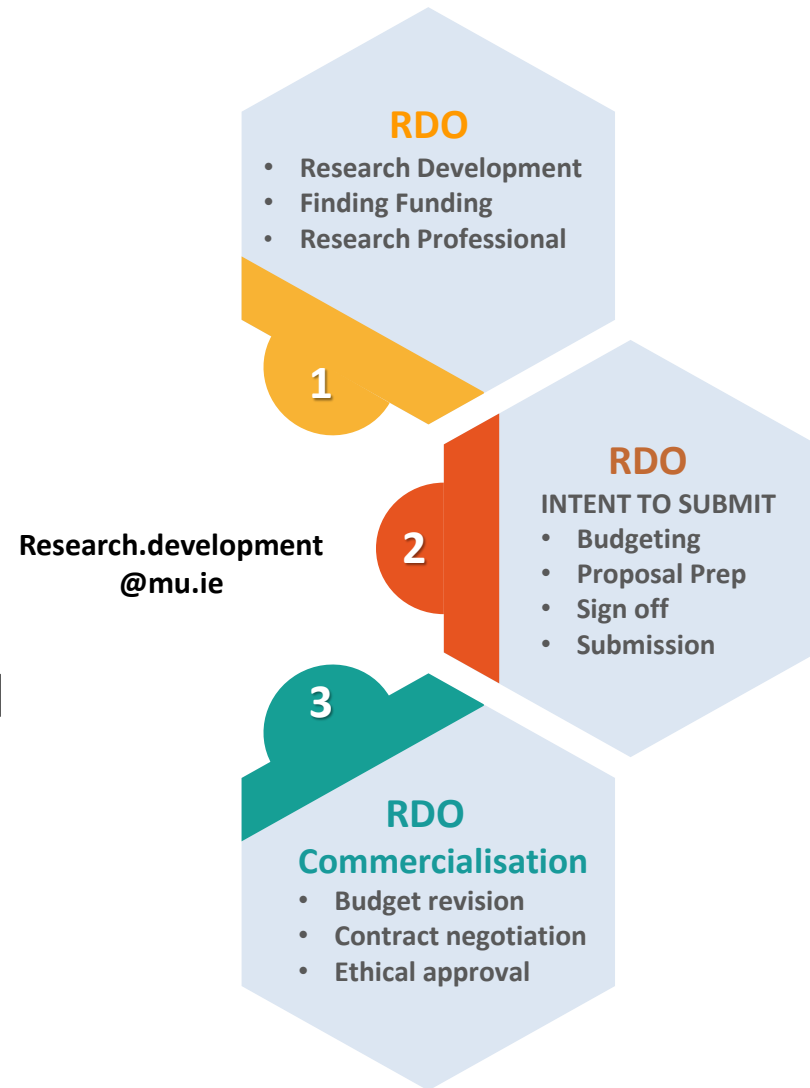 RDO
• Research Development
• Finding Funding
• Research Professional
1
RDO
INTENT TO SUBMIT
• Budgeting
• Proposal Prep
• Sign off
• Submission
2
Research.development
@mu.ie
3
RDO
Commercialisation
• Budget revision
• Contract negotiation
• Ethical approval